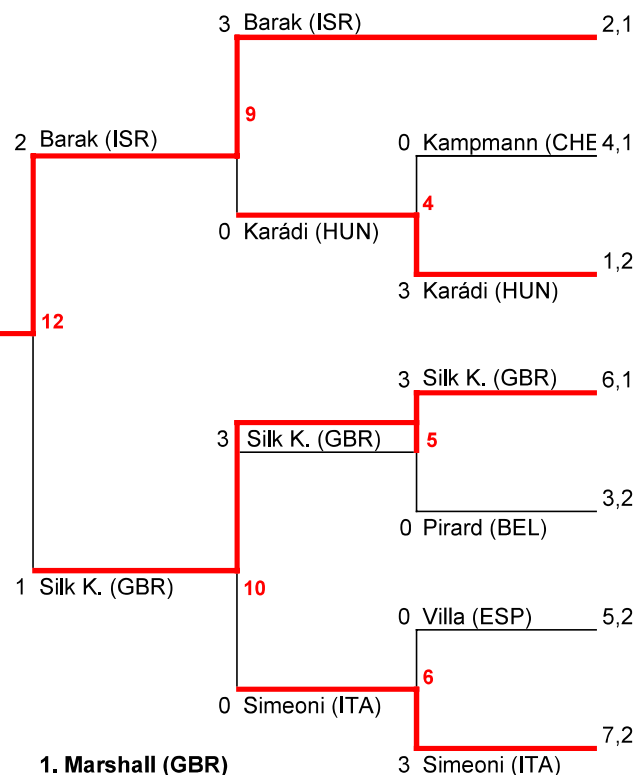 3 Barak (ISR) 2,1
9
2 Barak (ISR) 0 Kampmann (CHE 4,1
4
0 Karádi (HUN)
1,2
3 Karádi (HUN)
12
3 Silk K. (GBR) 6,1
3 Silk K. (GBR) 5
3,2
0 Pirard (BEL)
1 Silk K. (GBR) 10
0 Villa (ESP) 5,2
6
0 Simeoni (ITA)
7,2
1. Marshall (GBR) 3 Simeoni (ITA)